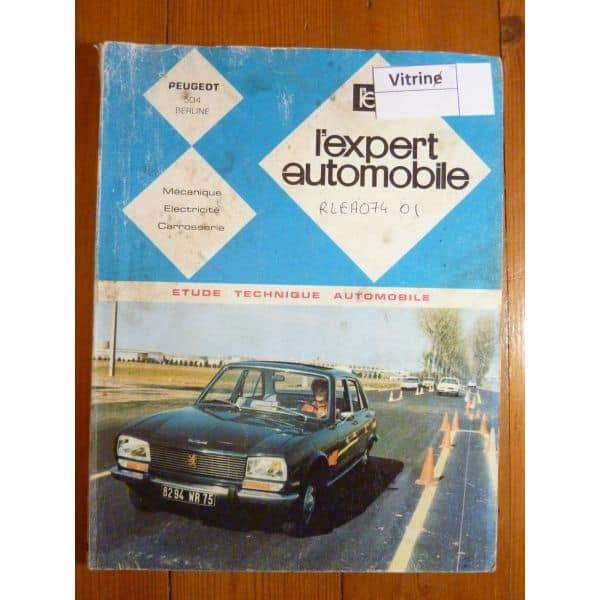 PEUGEOT
504
BERLINE
Vitrine
l'e
l'expert
automobile
RLEA074 01
Mécanique
Electricité
Carrosserie
ETUDE TECHNIQUE AUTOMOBILE
8294 WR 75